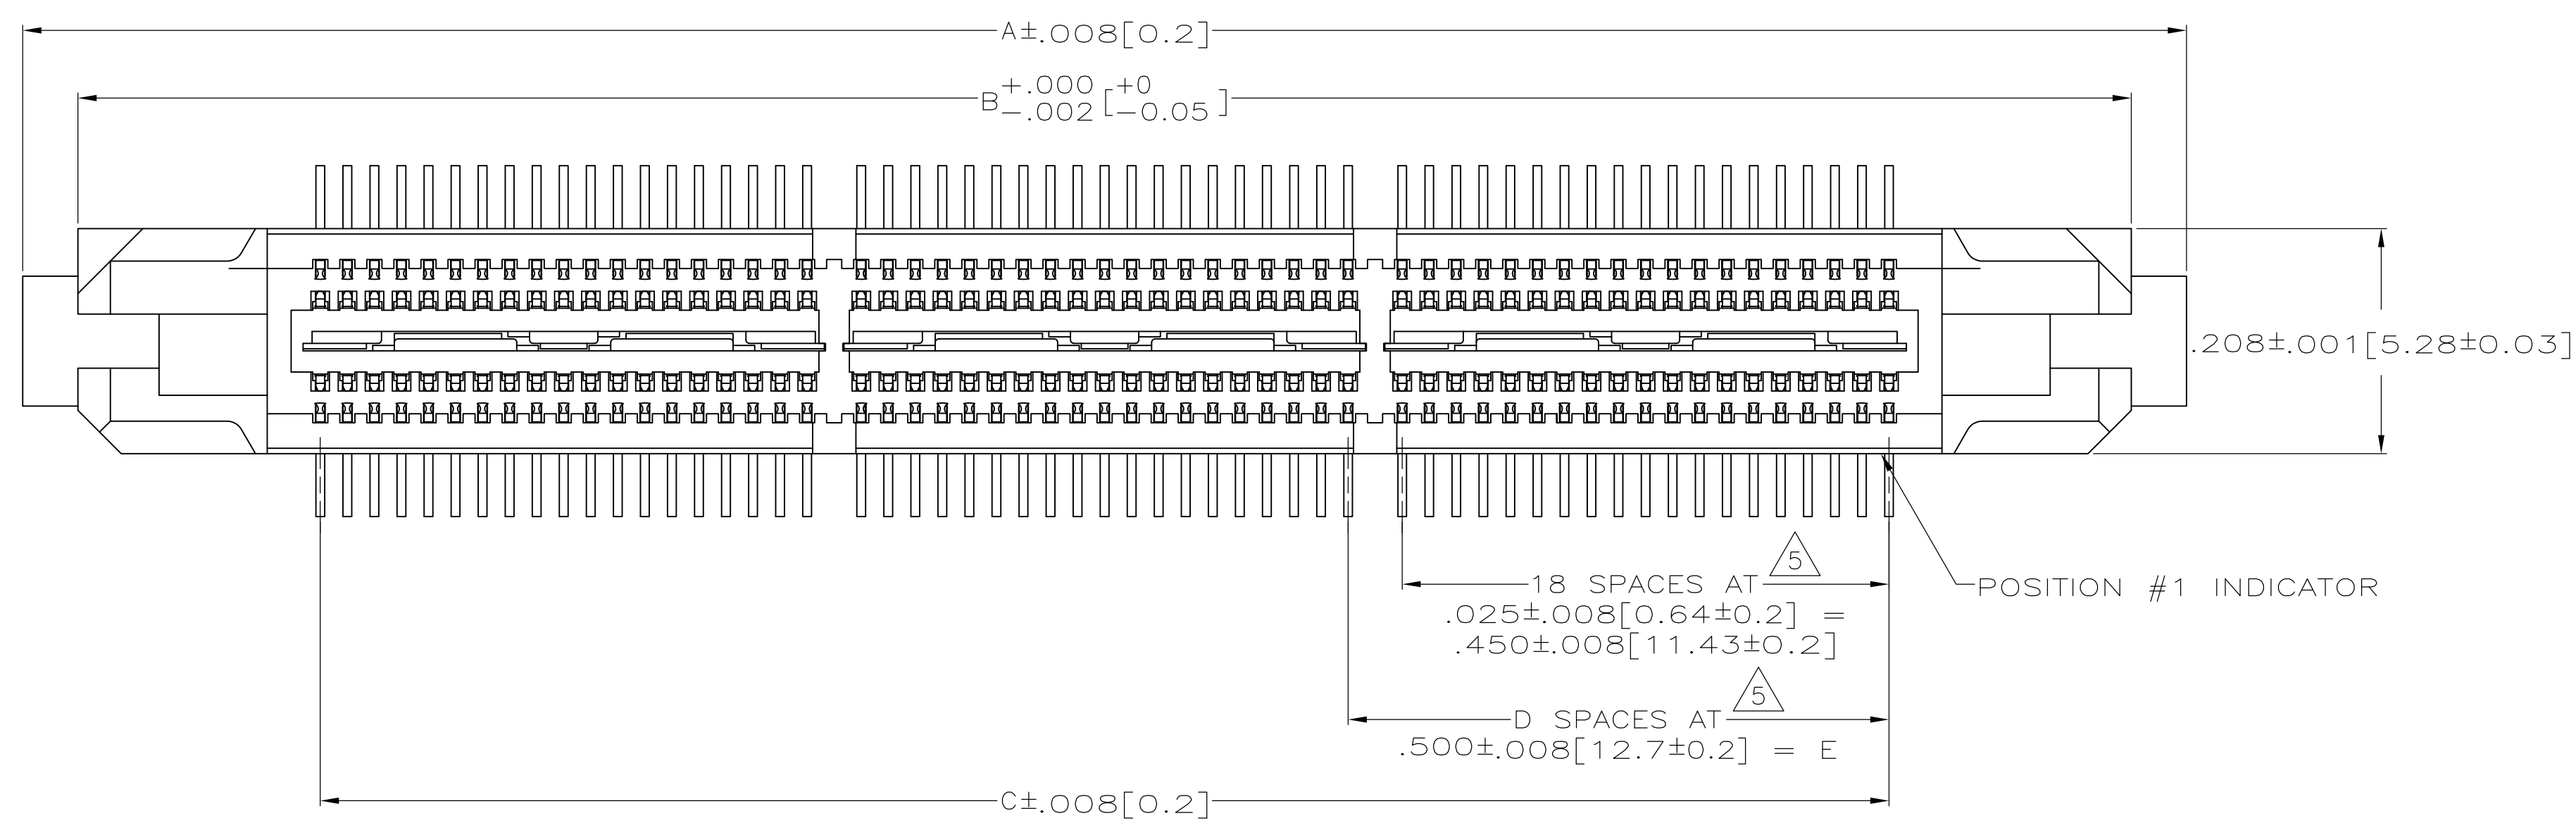 A±.008[0.2]
B+.000 -.002[+0 -0.05]
.208±.001[5.28±0.03]
5
18 SPACES AT
.025±.008[0.64±0.2] =
.450±.008[11.43±0.2]
POSITION #1 INDICATOR
5
D SPACES AT
.500±.008[12.7±0.2] = E
C±.008[0.2]